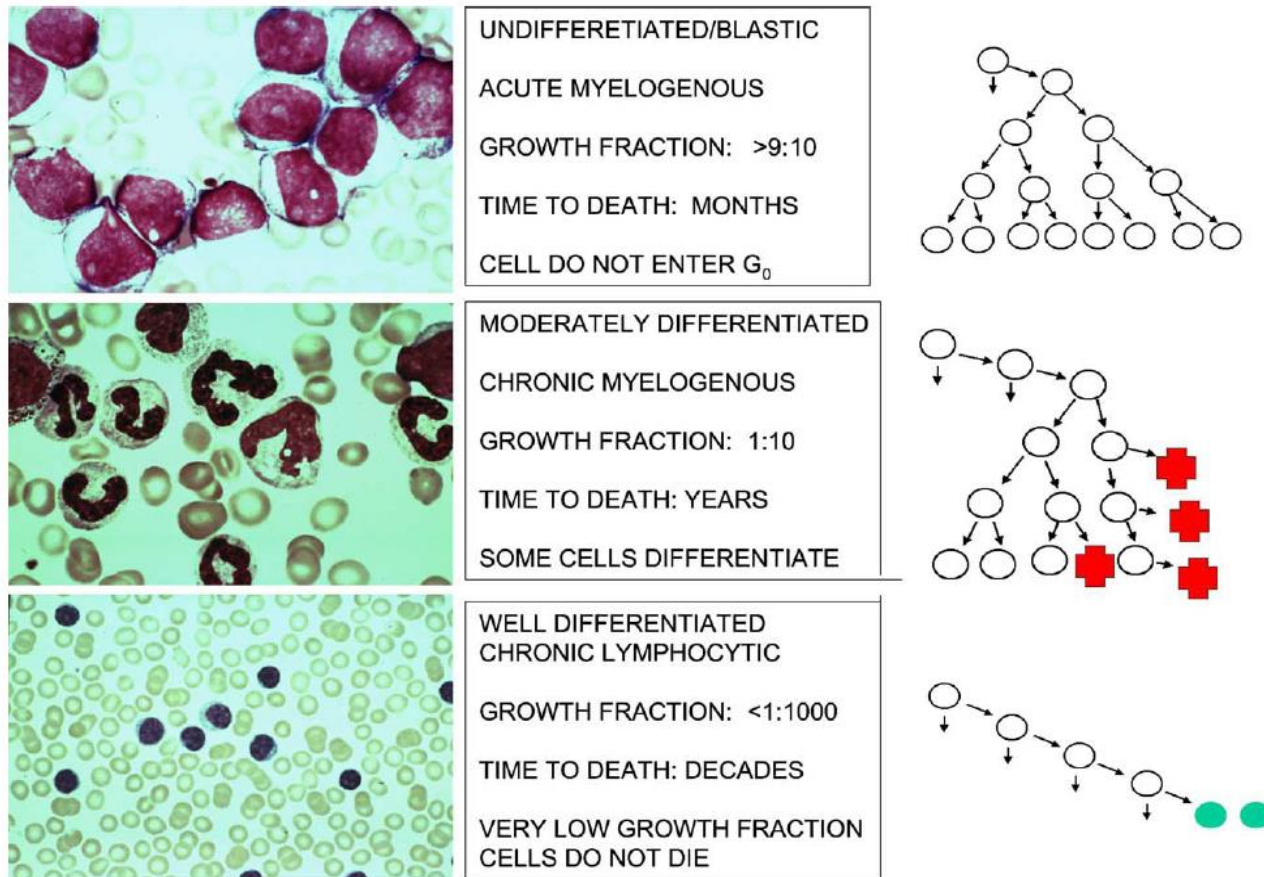 UNDIFFERETIATED/BLASTIC
ACUTE MYELOGENOUS
GROWTH FRACTION: >9:10
TIME TO DEATH: MONTHS
CELL DO NOT ENTER G₀
MODERATELY DIFFERENTIATED
CHRONIC MYELOGENOUS
GROWTH FRACTION: 1:10
TIME TO DEATH: YEARS
SOME CELLS DIFFERENTIATE
WELL DIFFERENTIATED
CHRONIC LYMPHOCYTIC
GROWTH FRACTION: <1:1000
TIME TO DEATH: DECADES
VERY LOW GROWTH FRACTION
CELLS DO NOT DIE